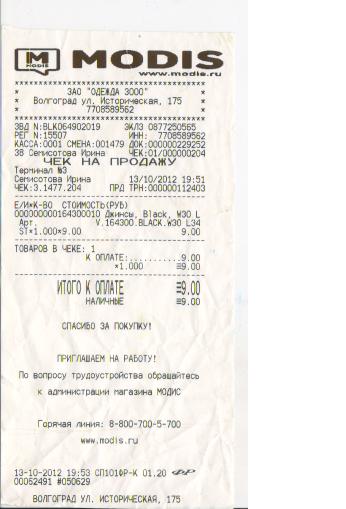 M MODIS
MODIS
www.modis.ru
*************************************
* ЗАО "ОДЕЖДА 3000" *
* Волгоград ул. Историческая, 175 *
* 7708589562 *
*************************************
ЗВД N:BLK064902019 ЭКЛЗ 0877250565
РЕГ N:15507 ИНН: 7708589562
КАССА:0001 СМЕНА:001479 ДОК:000000229252
38 Семисотова Ирина ЧЕК:01/000000204
ЧЕК НА ПРОДАЖУ
Терминал №3
Семисотова Ирина 13/10/2012 19:51
ЧЕК:3.1477.204 ПРД ТРН:000000112403
Е/И*К-ВО СТОИМОСТЬ(РУБ)
000000000164300010 Джинсы, Black, W30 L
Арт. V.164300.BLACK.W30 L34
ST*1.000*9.00 9.00
ТОВАРОВ В ЧЕКЕ: 1
К ОПЛАТЕ:...........=9.00
*1.000 =9.00
ИТОГО К ОПЛАТЕ =9.00
НАЛИЧНЫЕ =9.00
СПАСИБО ЗА ПОКУПКУ!
ПРИГЛАШАЕМ НА РАБОТУ!
По вопросу трудоустройства обращайтесь
к администрации магазина МОДИС
Горячая линия: 8-800-700-5-700
www.modis.ru
13-10-2012 19:53 СП101ФР-К 01.20 ФР
00062491 #050629
ВОЛГОГРАД УЛ. ИСТОРИЧЕСКАЯ, 175